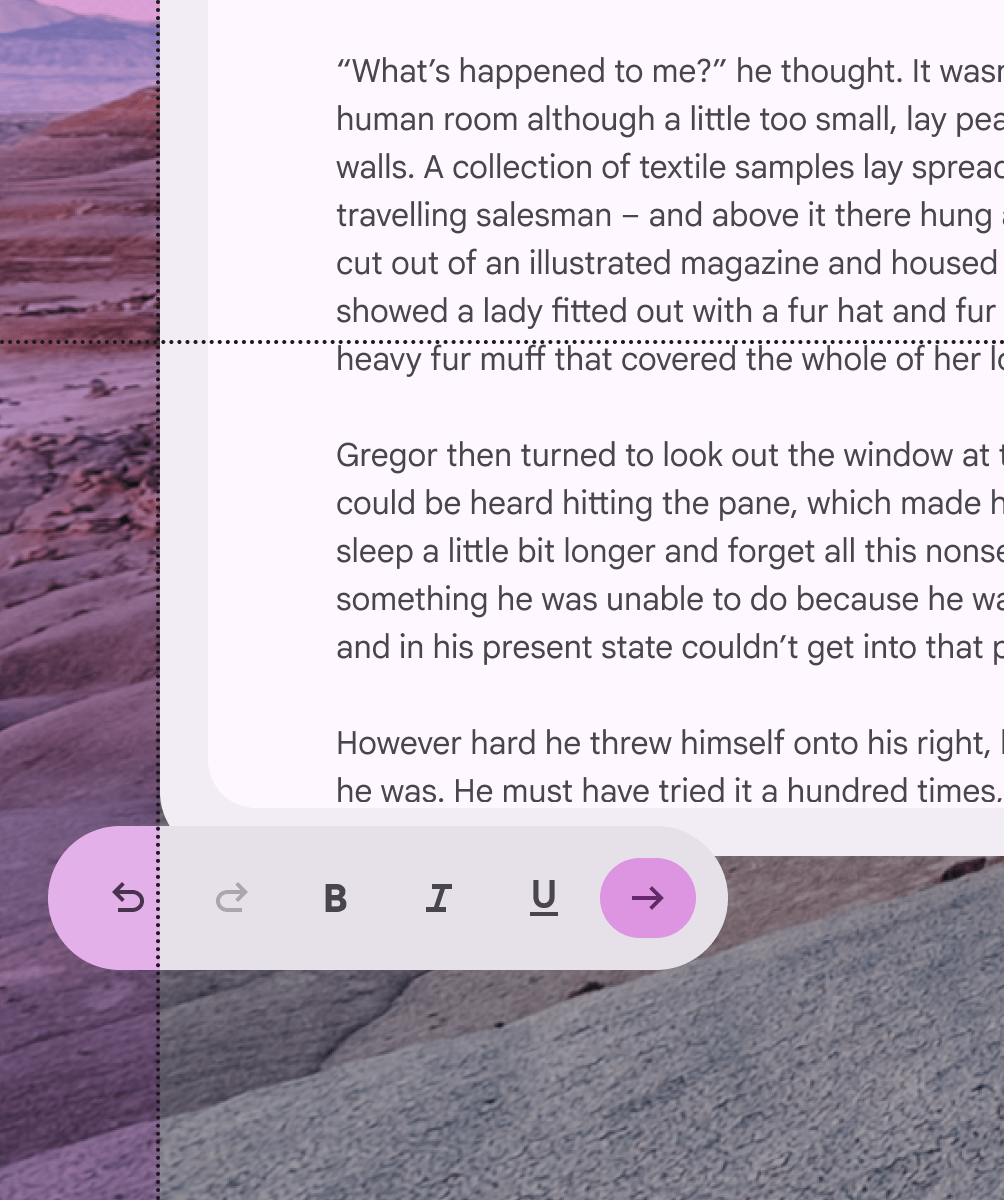 “What’s happened to me?” he thought. It
human room although a little too small, lay
walls. A collection of textile samples lay
travelling salesman – and above it there hung
cut out of an illustrated magazine and housed
showed a lady fitted out with a fur hat and fur
heavy fur muff that covered the whole of her
Gregor then turned to look out the window at
could be heard hitting the pane, which made
sleep a little bit longer and forget all this
something he was unable to do because he
and in his present state couldn’t get into that
However hard he threw himself onto his right,
he was. He must have tried it a hundred times,
B I U